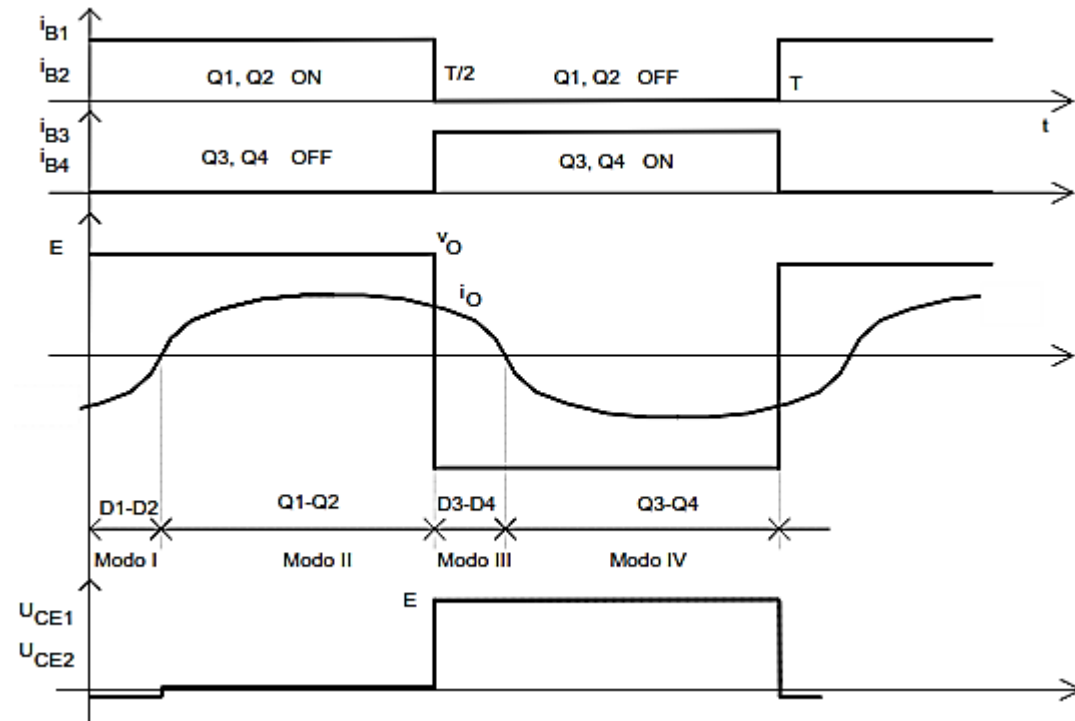 iB1
iB2
Q1, Q2 ON
T/2
Q1, Q2 OFF
T
t
iB3
iB4
Q3, Q4 OFF
Q3, Q4 ON
E
vO
iO
D1-D2
Q1-Q2
D3-D4
Q3-Q4
Modo I
Modo II
Modo III
Modo IV
UCE1
E
UCE2